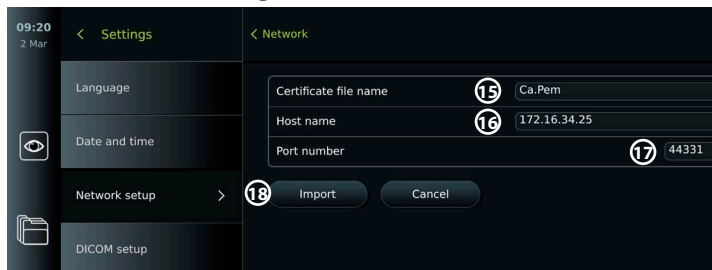 09:20
2 Mar
< Settings
< Network
Language
Certificate file name 15 Ca.Pem
Host name 16 172.16.34.25
Date and time
Port number 17 44331
Network setup >
18 Import Cancel
DICOM setup